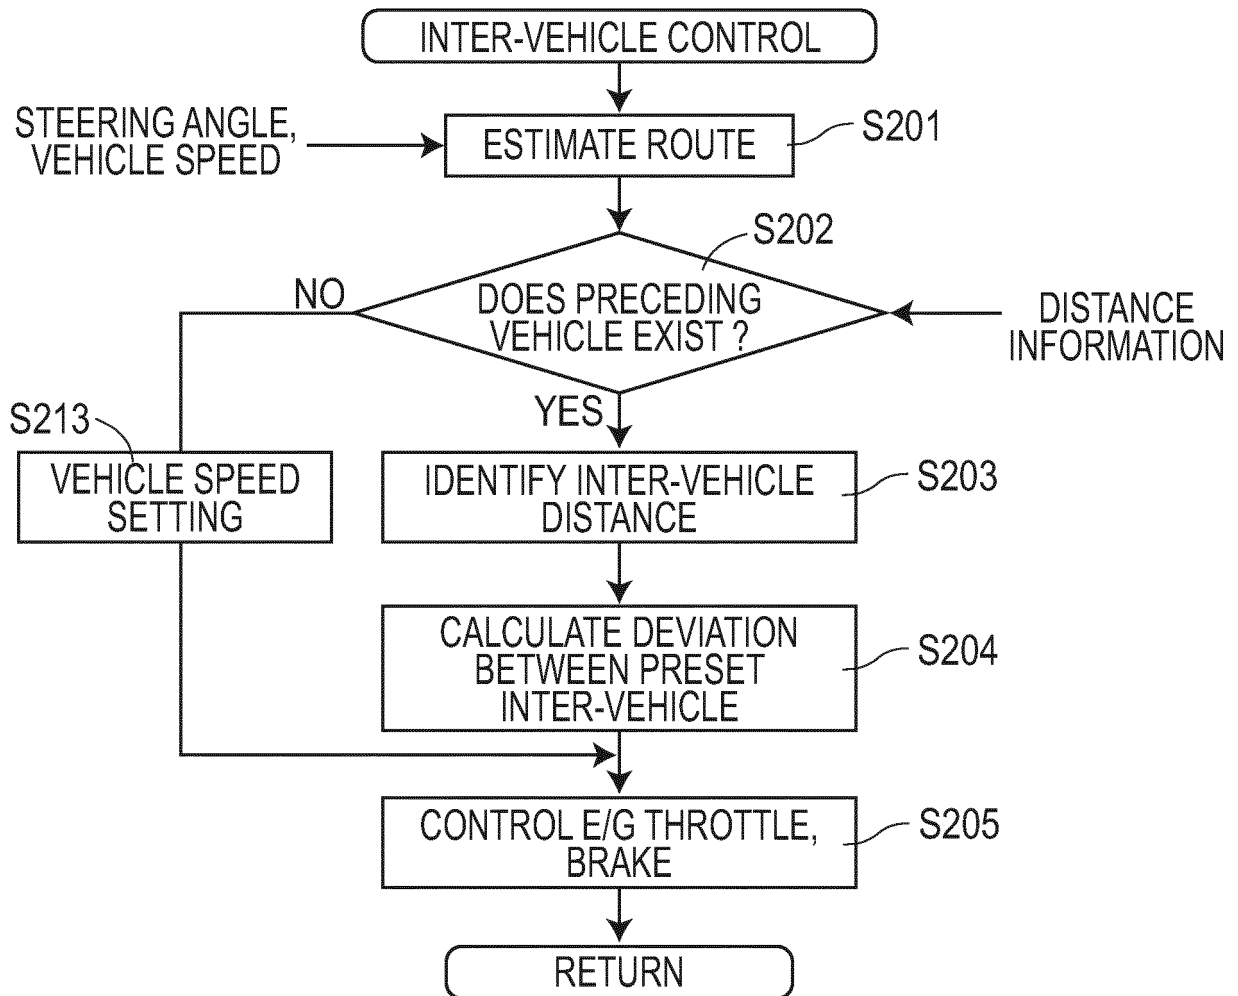 INTER-VEHICLE CONTROL
STEERING ANGLE,
VEHICLE SPEED
ESTIMATE ROUTE
S201
S202
NO
DOES PRECEDING
VEHICLE EXIST ?
DISTANCE
INFORMATION
YES
S213
VEHICLE SPEED
SETTING
IDENTIFY INTER-VEHICLE
DISTANCE
S203
CALCULATE DEVIATION
BETWEEN PRESET
INTER-VEHICLE
S204
CONTROL E/G THROTTLE,
BRAKE
S205
RETURN